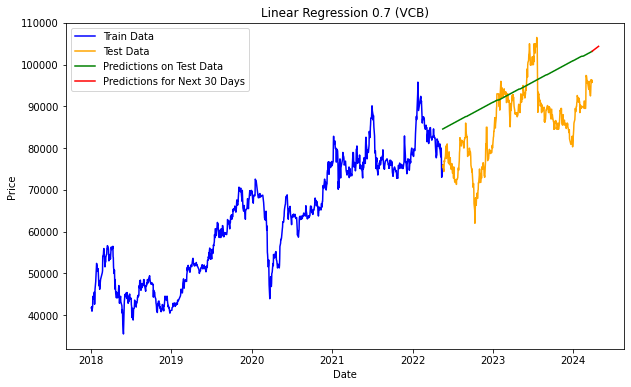 Linear Regression 0.7 (VCB)
Train Data
Test Data
Predictions on Test Data
Predictions for Next 30 Days
110000
100000
90000
80000
70000
60000
50000
40000
Price
2018 2019 2020 2021 2022 2023 2024
Date